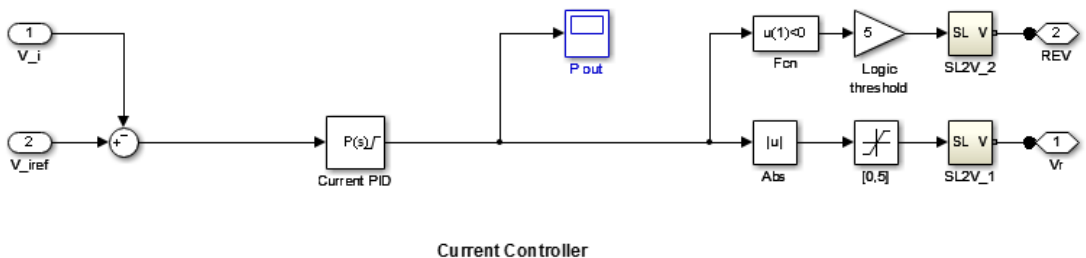 1
V_i
2
V_iref
P(s)
Current PID
P out
u(1)<0
Fcn
5
Logic
threshold
SL V
SL2V_2
2
REV
|u|
Abs
[0,5]
SL V
SL2V_1
1
Vr
Current Controller